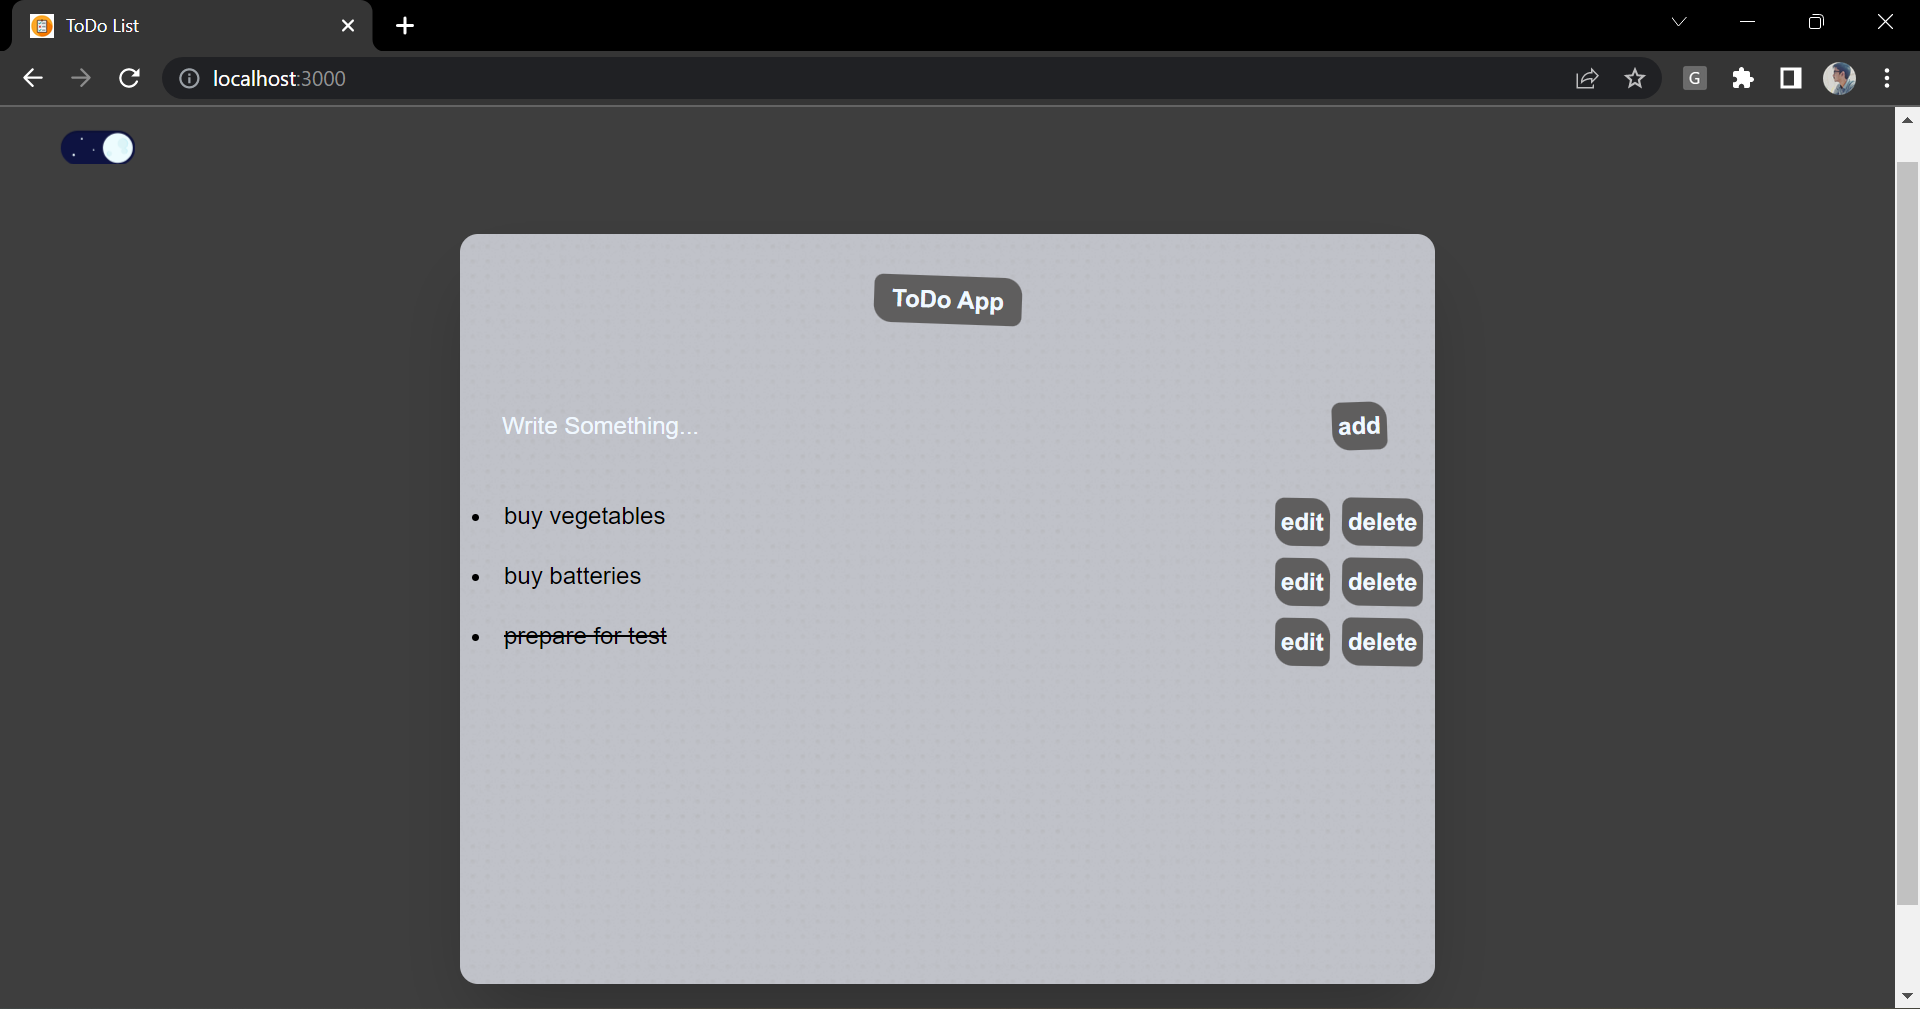 ToDo List
localhost:3000
G
ToDo App
Write Something...
add
buy vegetables
edit delete
buy batteries
edit delete
prepare for test
edit delete